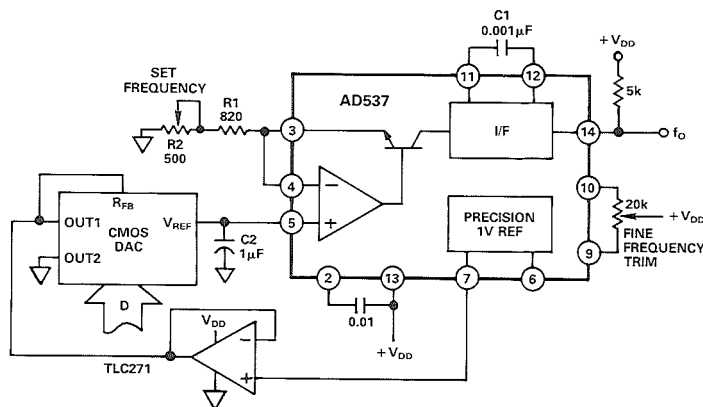 C1
0.001μF
+ VDD
SET
FREQUENCY
R1
820
R2
500
11
12
AD537
5k
3
I/F
14
fO
4
−
5
+
10
20k
+ VDD
FINE
FREQUENCY
TRIM
9
PRECISION
1V REF
RFB
OUT1
VREF
CMOS
DAC
OUT2
C2
1μF
2
13
7
6
0.01
+ VDD
D
VDD
−
+
TLC271